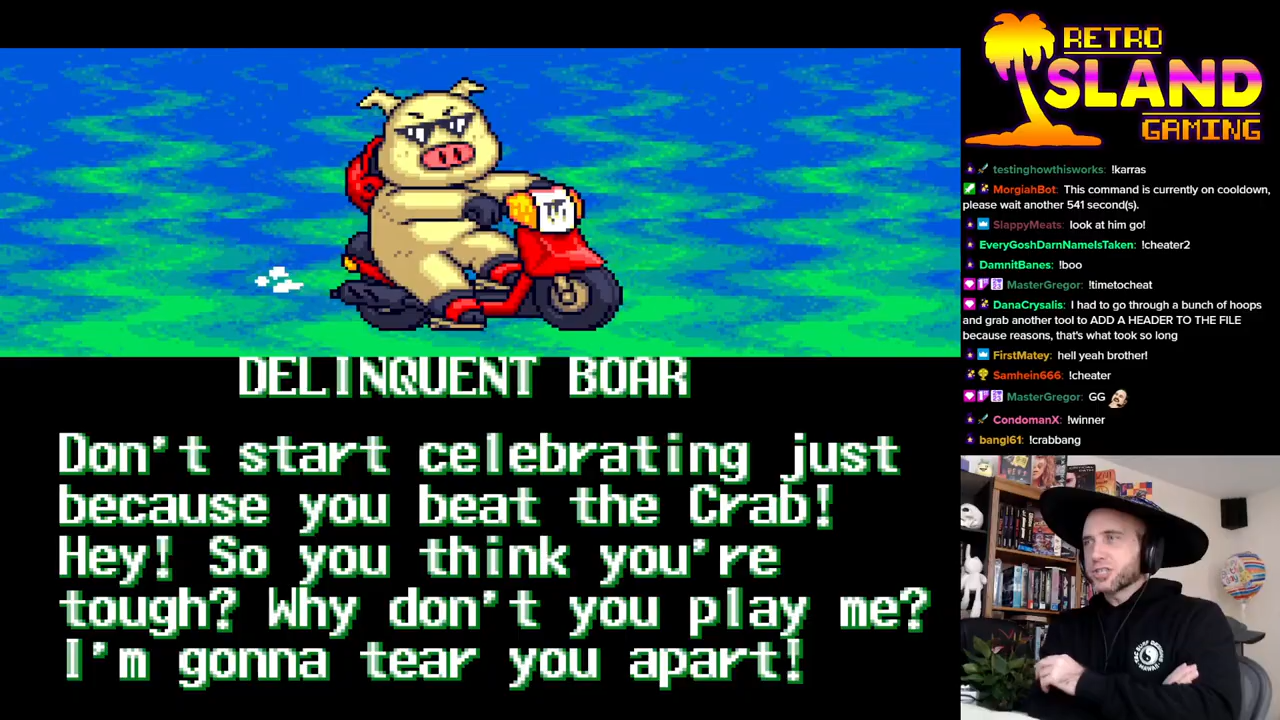 DELINQUENT BOAR
Don't start celebrating just
because you beat the Crab!
Hey! So you think you're
tough? Why don't you play me?
I'm gonna tear you apart!
RETRO
ISLAND
GAMING
testinghowthisworks: !karras
MorgiahBot: This command is currently on cooldown,
please wait another 541 second(s).
SlappyMeats: look at him go!
EveryGoshDarnNameIsTaken: !cheater2
DamnitBanes: !boo
MasterGregor: !timetocheat
DanaCrysalis: I had to go through a bunch of hoops
and grab another tool to ADD A HEADER TO THE FILE
because reasons, that's what took so long
FirstMatey: hell yeah brother!
Samhein666: !cheater
MasterGregor: GG
CondomanX: !winner
bangl61: !crabbang